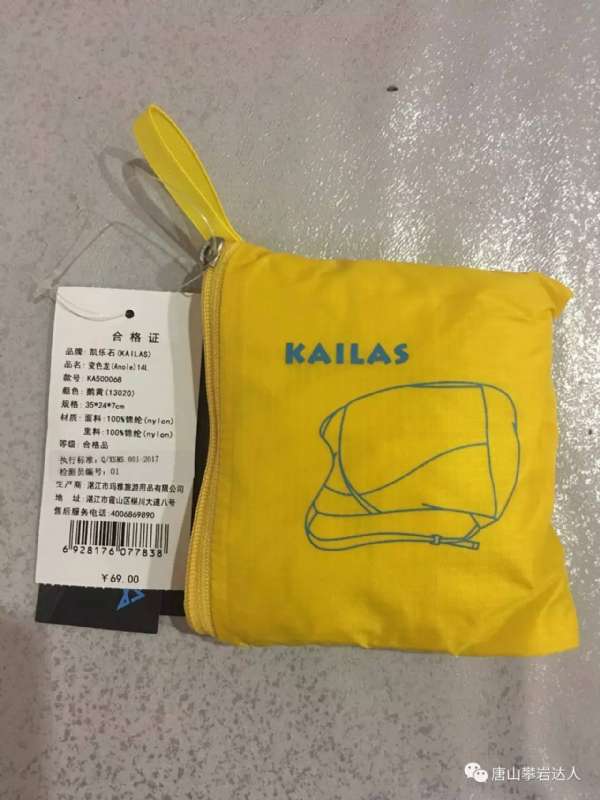 合格证
品牌: 凯乐石(KAILAS)
品名: 变色龙(Anole)14L
款号: KA500068
颜色: 鹅黄(13020)
规格: 35*24*7cm
材质: 面料:100%锦纶(nylon)
里料:100%锦纶(nylon)
等级: 合格品
执行标准: Q/YSMS 001-2017
检测员编号: 01
生产商 湛江市玛雅旅游用品有限公司
地 址: 湛江市霞山区椹川大道八号
售后服务电话: 4006869890
6 928176 077838
￥69.00
KAILAS
唐山攀岩达人